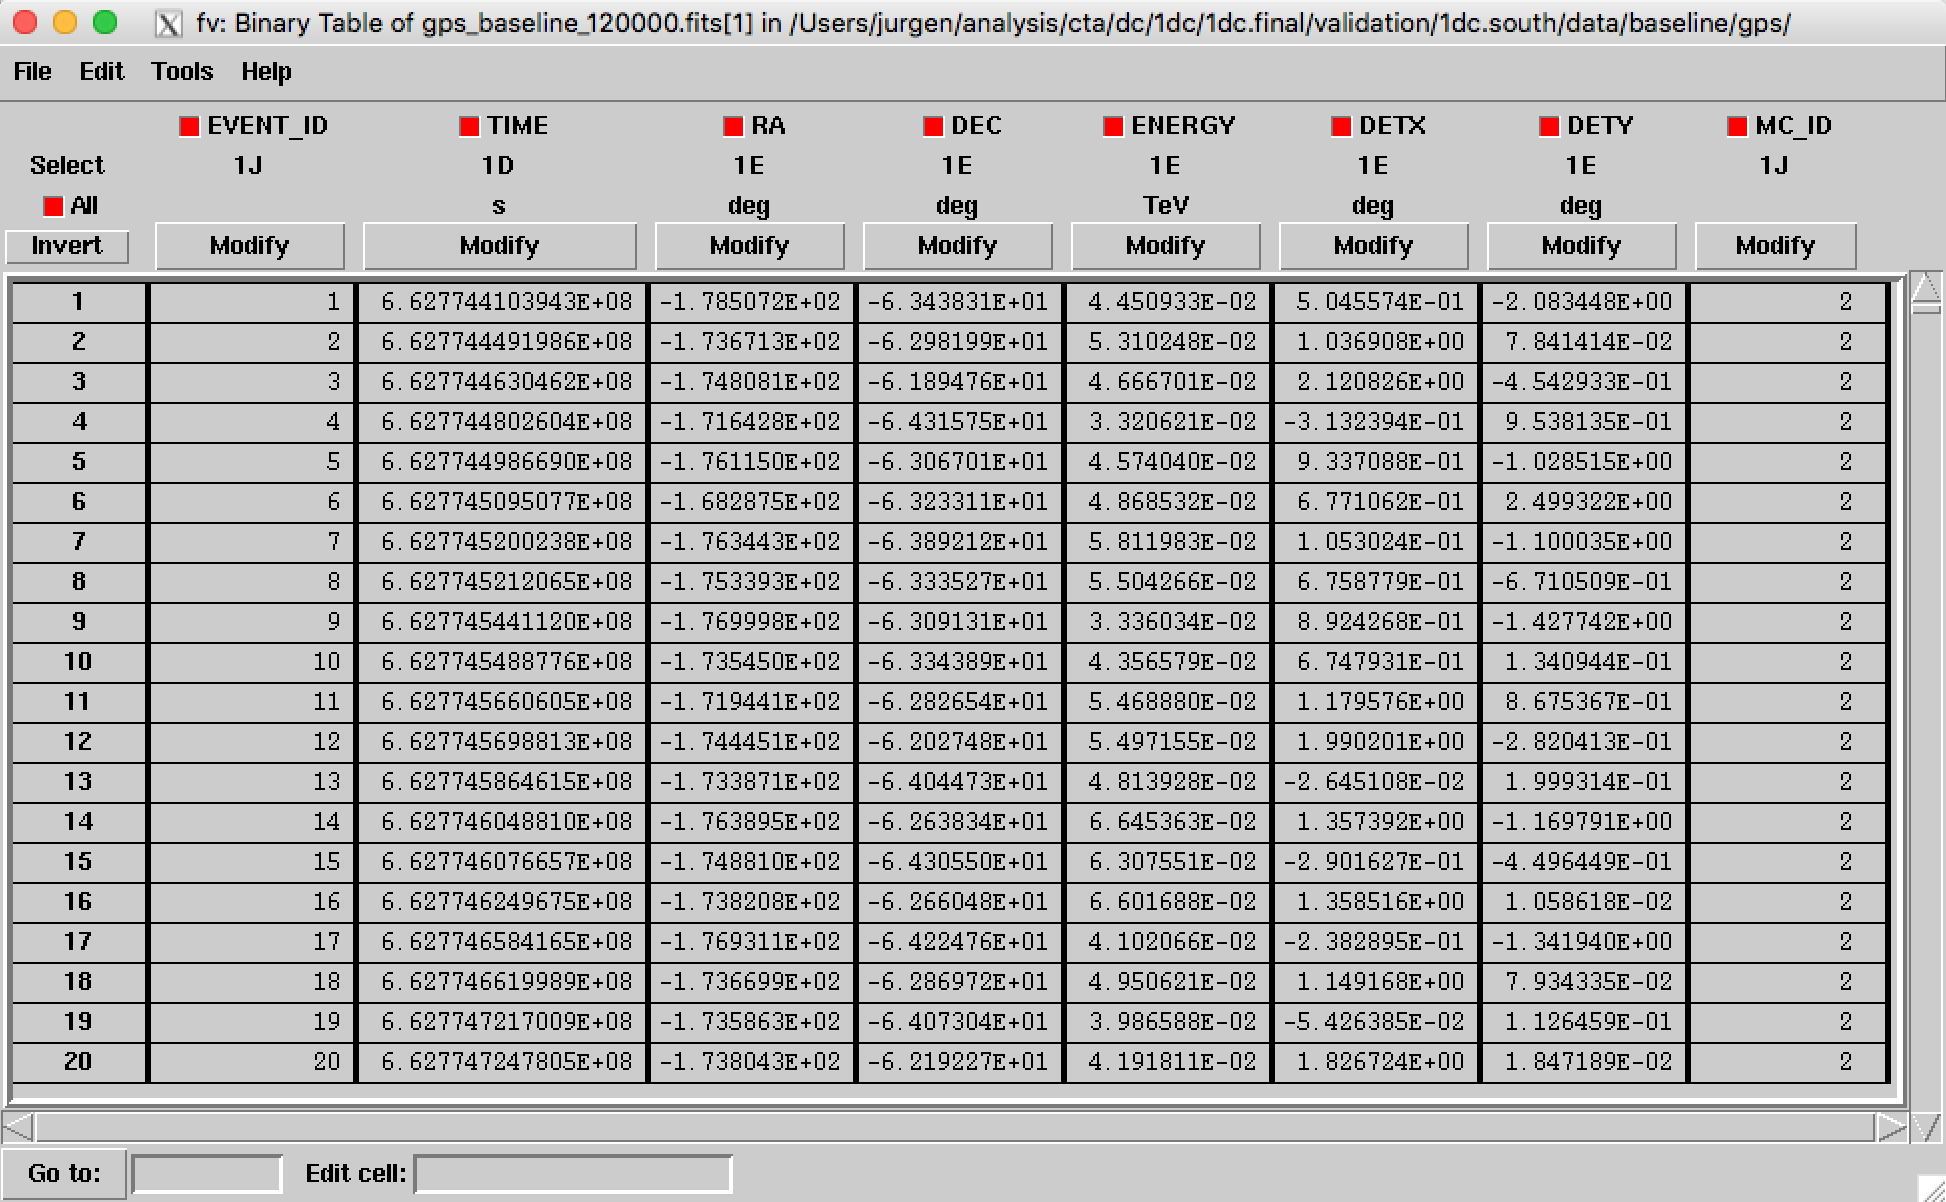 fv: Binary Table of gps_baseline_120000.fits[1] in /Users/jurgen/analysis/cta/dc/1dc/1dc.final/validation/1dc.south/data/baseline/gps/
File Edit Tools Help
EVENT_ID TIME RA DEC ENERGY DETX DETY MC_ID
Select 1J 1D 1E 1E 1E 1E 1E 1J
All s deg deg TeV deg deg
Invert Modify Modify Modify Modify Modify Modify Modify Modify
1 1 6.627744103943E+08 -1.785072E+02 -6.343831E+01 4.450933E-02 5.045574E-01 -2.083448E+00 2
2 2 6.627744491986E+08 -1.736713E+02 -6.298199E+01 5.310248E-02 1.036908E+00 7.841414E-02 2
3 3 6.627744630462E+08 -1.748081E+02 -6.189476E+01 4.666701E-02 2.120826E+00 -4.542933E-01 2
4 4 6.627744802604E+08 -1.716428E+02 -6.431575E+01 3.320621E-02 -3.132394E-01 9.538135E-01 2
5 5 6.627744986690E+08 -1.761150E+02 -6.306701E+01 4.574040E-02 9.337088E-01 -1.028515E+00 2
6 6 6.627745095077E+08 -1.682875E+02 -6.323311E+01 4.868532E-02 6.771062E-01 2.499322E+00 2
7 7 6.627745200238E+08 -1.763443E+02 -6.389212E+01 5.811983E-02 1.053024E-01 -1.100035E+00 2
8 8 6.627745212065E+08 -1.753393E+02 -6.333527E+01 5.504266E-02 6.758779E-01 -6.710509E-01 2
9 9 6.627745441120E+08 -1.769998E+02 -6.309131E+01 3.336034E-02 8.924268E-01 -1.427742E+00 2
10 10 6.627745488776E+08 -1.735450E+02 -6.334389E+01 4.356579E-02 6.747931E-01 1.340944E-01 2
11 11 6.627745660605E+08 -1.719441E+02 -6.282654E+01 5.468880E-02 1.179576E+00 8.675367E-01 2
12 12 6.627745698813E+08 -1.744451E+02 -6.202748E+01 5.497155E-02 1.990201E+00 -2.820413E-01 2
13 13 6.627745864615E+08 -1.733871E+02 -6.404473E+01 4.813928E-02 -2.645108E-02 1.999314E-01 2
14 14 6.627746048810E+08 -1.763895E+02 -6.263834E+01 6.645363E-02 1.357392E+00 -1.169791E+00 2
15 15 6.627746076657E+08 -1.748810E+02 -6.430550E+01 6.307551E-02 -2.901627E-01 -4.496449E-01 2
16 16 6.627746249675E+08 -1.738208E+02 -6.266048E+01 6.601688E-02 1.358516E+00 1.058618E-02 2
17 17 6.627746584165E+08 -1.769311E+02 -6.422476E+01 4.102066E-02 -2.382895E-01 -1.341940E+00 2
18 18 6.627746619989E+08 -1.736699E+02 -6.286972E+01 4.950621E-02 1.149168E+00 7.934335E-02 2
19 19 6.627747217009E+08 -1.735863E+02 -6.407304E+01 3.986588E-02 -5.426385E-02 1.126459E-01 2
20 20 6.627747247805E+08 -1.738043E+02 -6.219227E+01 4.191811E-02 1.826724E+00 1.847189E-02 2
Go to: Edit cell: